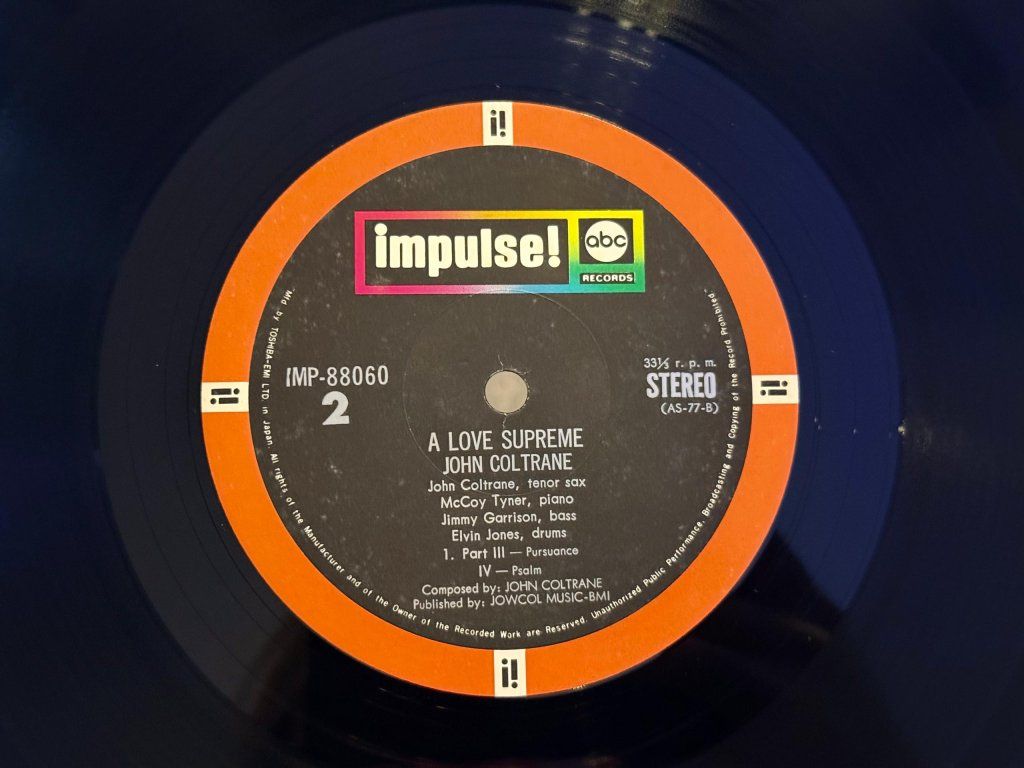 i!
impulse!
abc
RECORDS
IMP-88060
2
33⅓ r. p. m.
STEREO
(AS-77-B)
i!
i!
A LOVE SUPREME
JOHN COLTRANE
John Coltrane, tenor sax
McCoy Tyner, piano
Jimmy Garrison, bass
Elvin Jones, drums
1. Part III — Pursuance
IV — Psalm
Composed by: JOHN COLTRANE
Published by: JOWCOL MUSIC-BMI
Mfd by TOSHIBA-EMI LTD. in Japan. All rights of the Manufacturer and of the Owner of the Recorded Work are Reserved. Unauthorized Public Performance, Broadcasting and Copying of the Record Prohibited.
i!